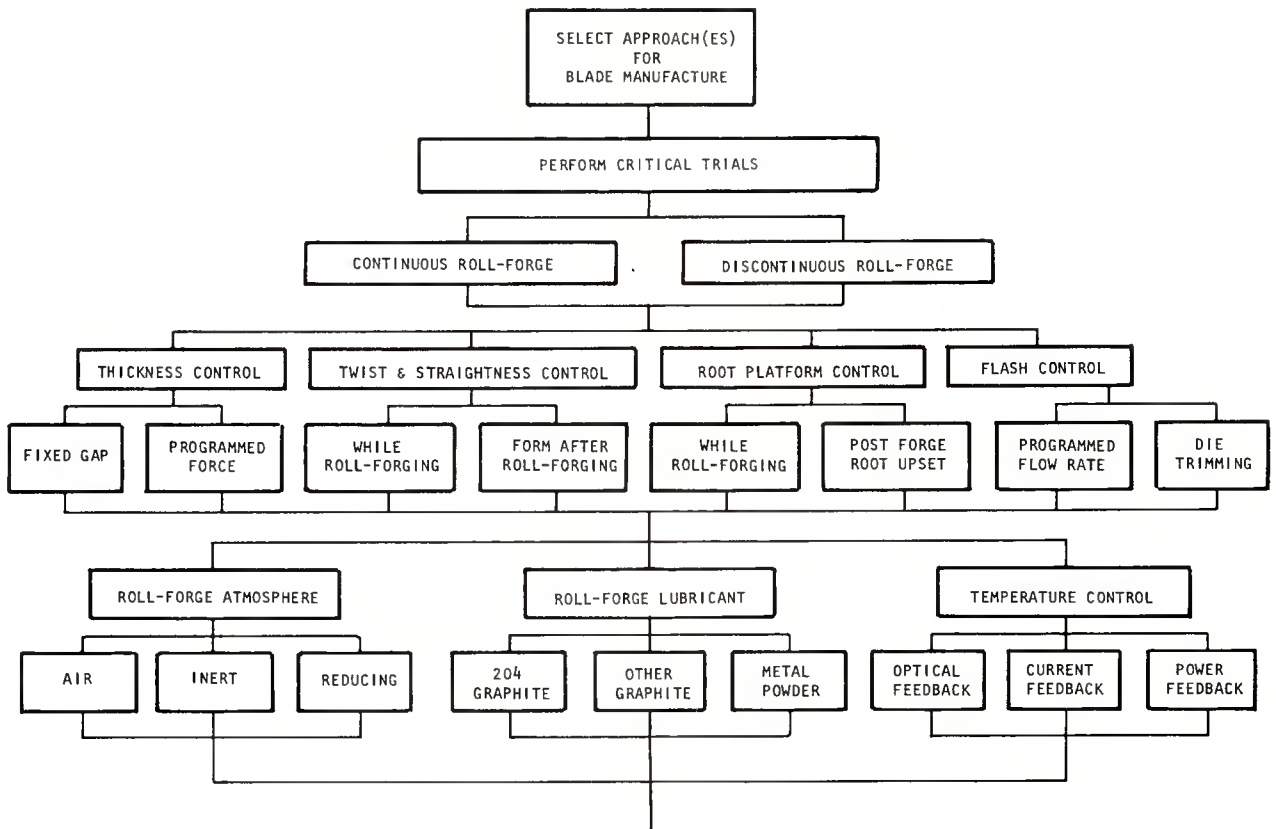 SELECT APPROACH(ES)
FOR
BLADE MANUFACTURE
PERFORM CRITICAL TRIALS
CONTINUOUS ROLL-FORGE
DISCONTINUOUS ROLL-FORGE
THICKNESS CONTROL
TWIST & STRAIGHTNESS CONTROL
ROOT PLATFORM CONTROL
FLASH CONTROL
FIXED GAP
PROGRAMMED
FORCE
WHILE
ROLL-FORGING
FORM AFTER
ROLL-FORGING
WHILE
ROLL-FORGING
POST FORGE
ROOT UPSET
PROGRAMMED
FLOW RATE
DIE
TRIMMING
ROLL-FORGE ATMOSPHERE
ROLL-FORGE LUBRICANT
TEMPERATURE CONTROL
AIR
INERT
REDUCING
204
GRAPHITE
OTHER
GRAPHITE
METAL
POWDER
OPTICAL
FEEDBACK
CURRENT
FEEDBACK
POWER
FEEDBACK